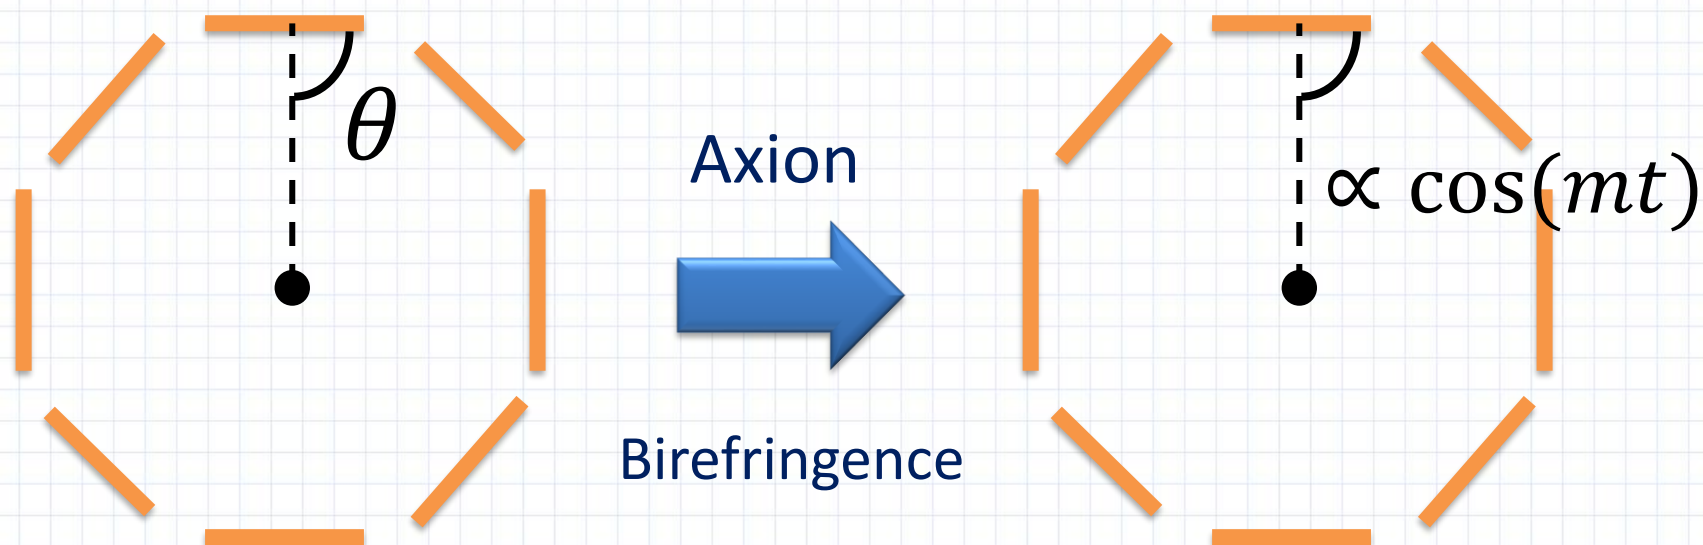 θ
Axion
∝ cos(mt)
Birefringence